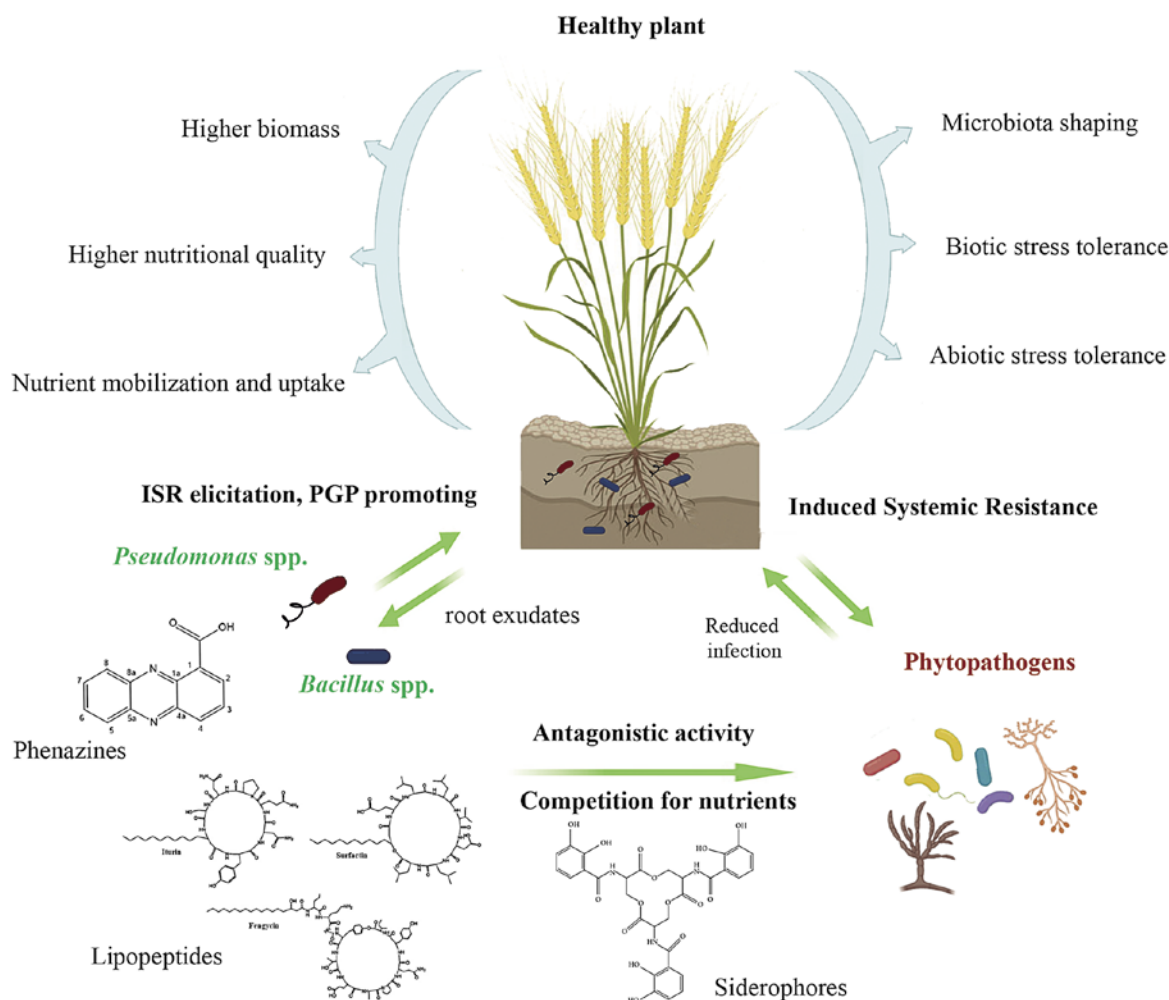 Healthy plant
Higher biomass
Higher nutritional quality
Nutrient mobilization and uptake
Microbiota shaping
Biotic stress tolerance
Abiotic stress tolerance
ISR elicitation, PGP promoting
Induced Systemic Resistance
Pseudomonas spp.
root exudates
Bacillus spp.
Reduced
infection
Phytopathogens
O
OH
8
N
1
8a
1a
2
7
6
5a
4a
3
5
N
4
Phenazines
Antagonistic activity
Competition for nutrients
Iturin
Surfactin
Fengycin
Lipopeptides
Siderophores